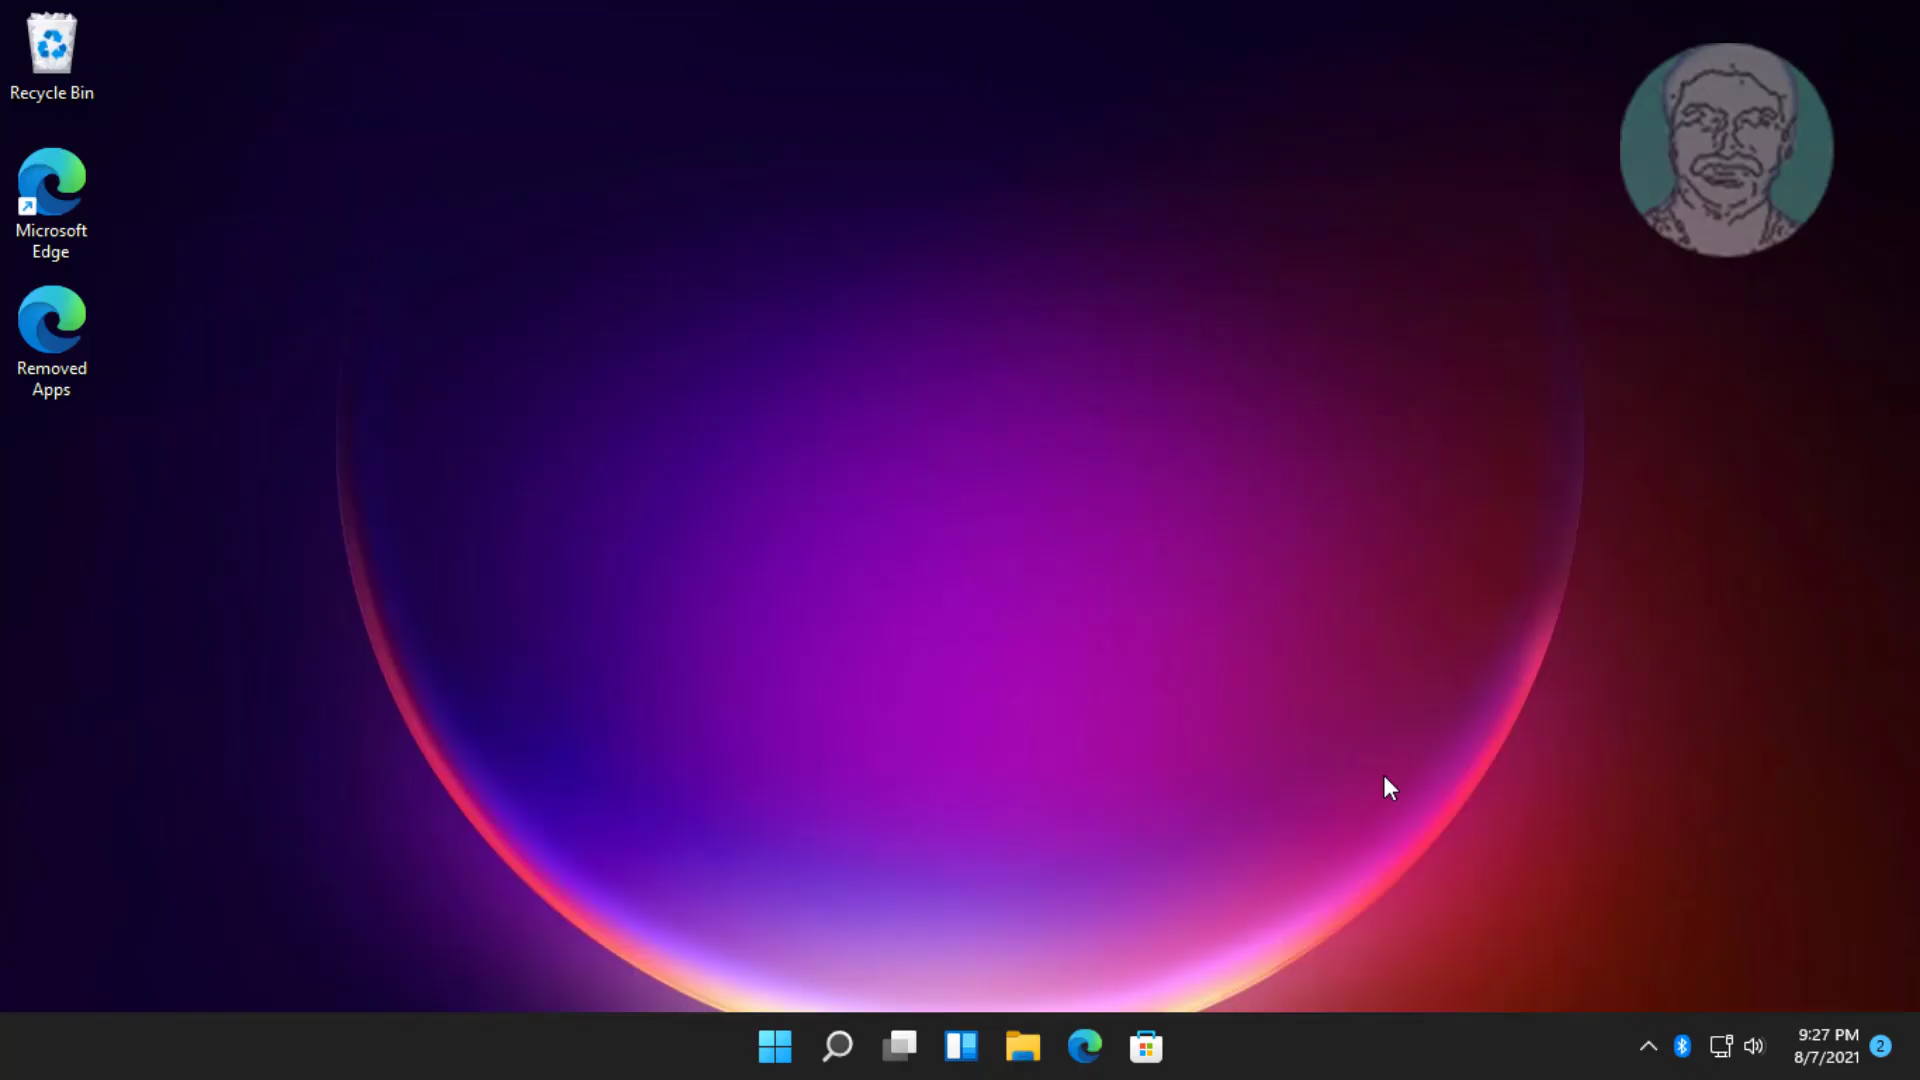 Recycle Bin
Microsoft
Edge
Removed
Apps
9:27 PM
8/7/2021
2